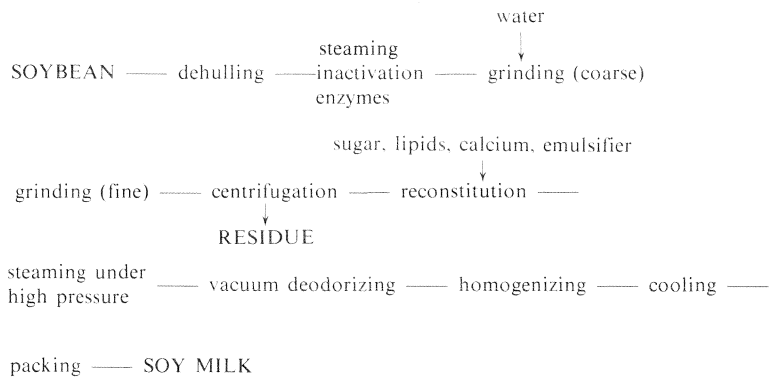 water
steaming
SOYBEAN — dehulling — inactivation — grinding (coarse)
enzymes
sugar, lipids, calcium, emulsifier
grinding (fine) — centrifugation — reconstitution —
RESIDUE
steaming under
high pressure — vacuum deodorizing — homogenizing — cooling —
packing — SOY MILK